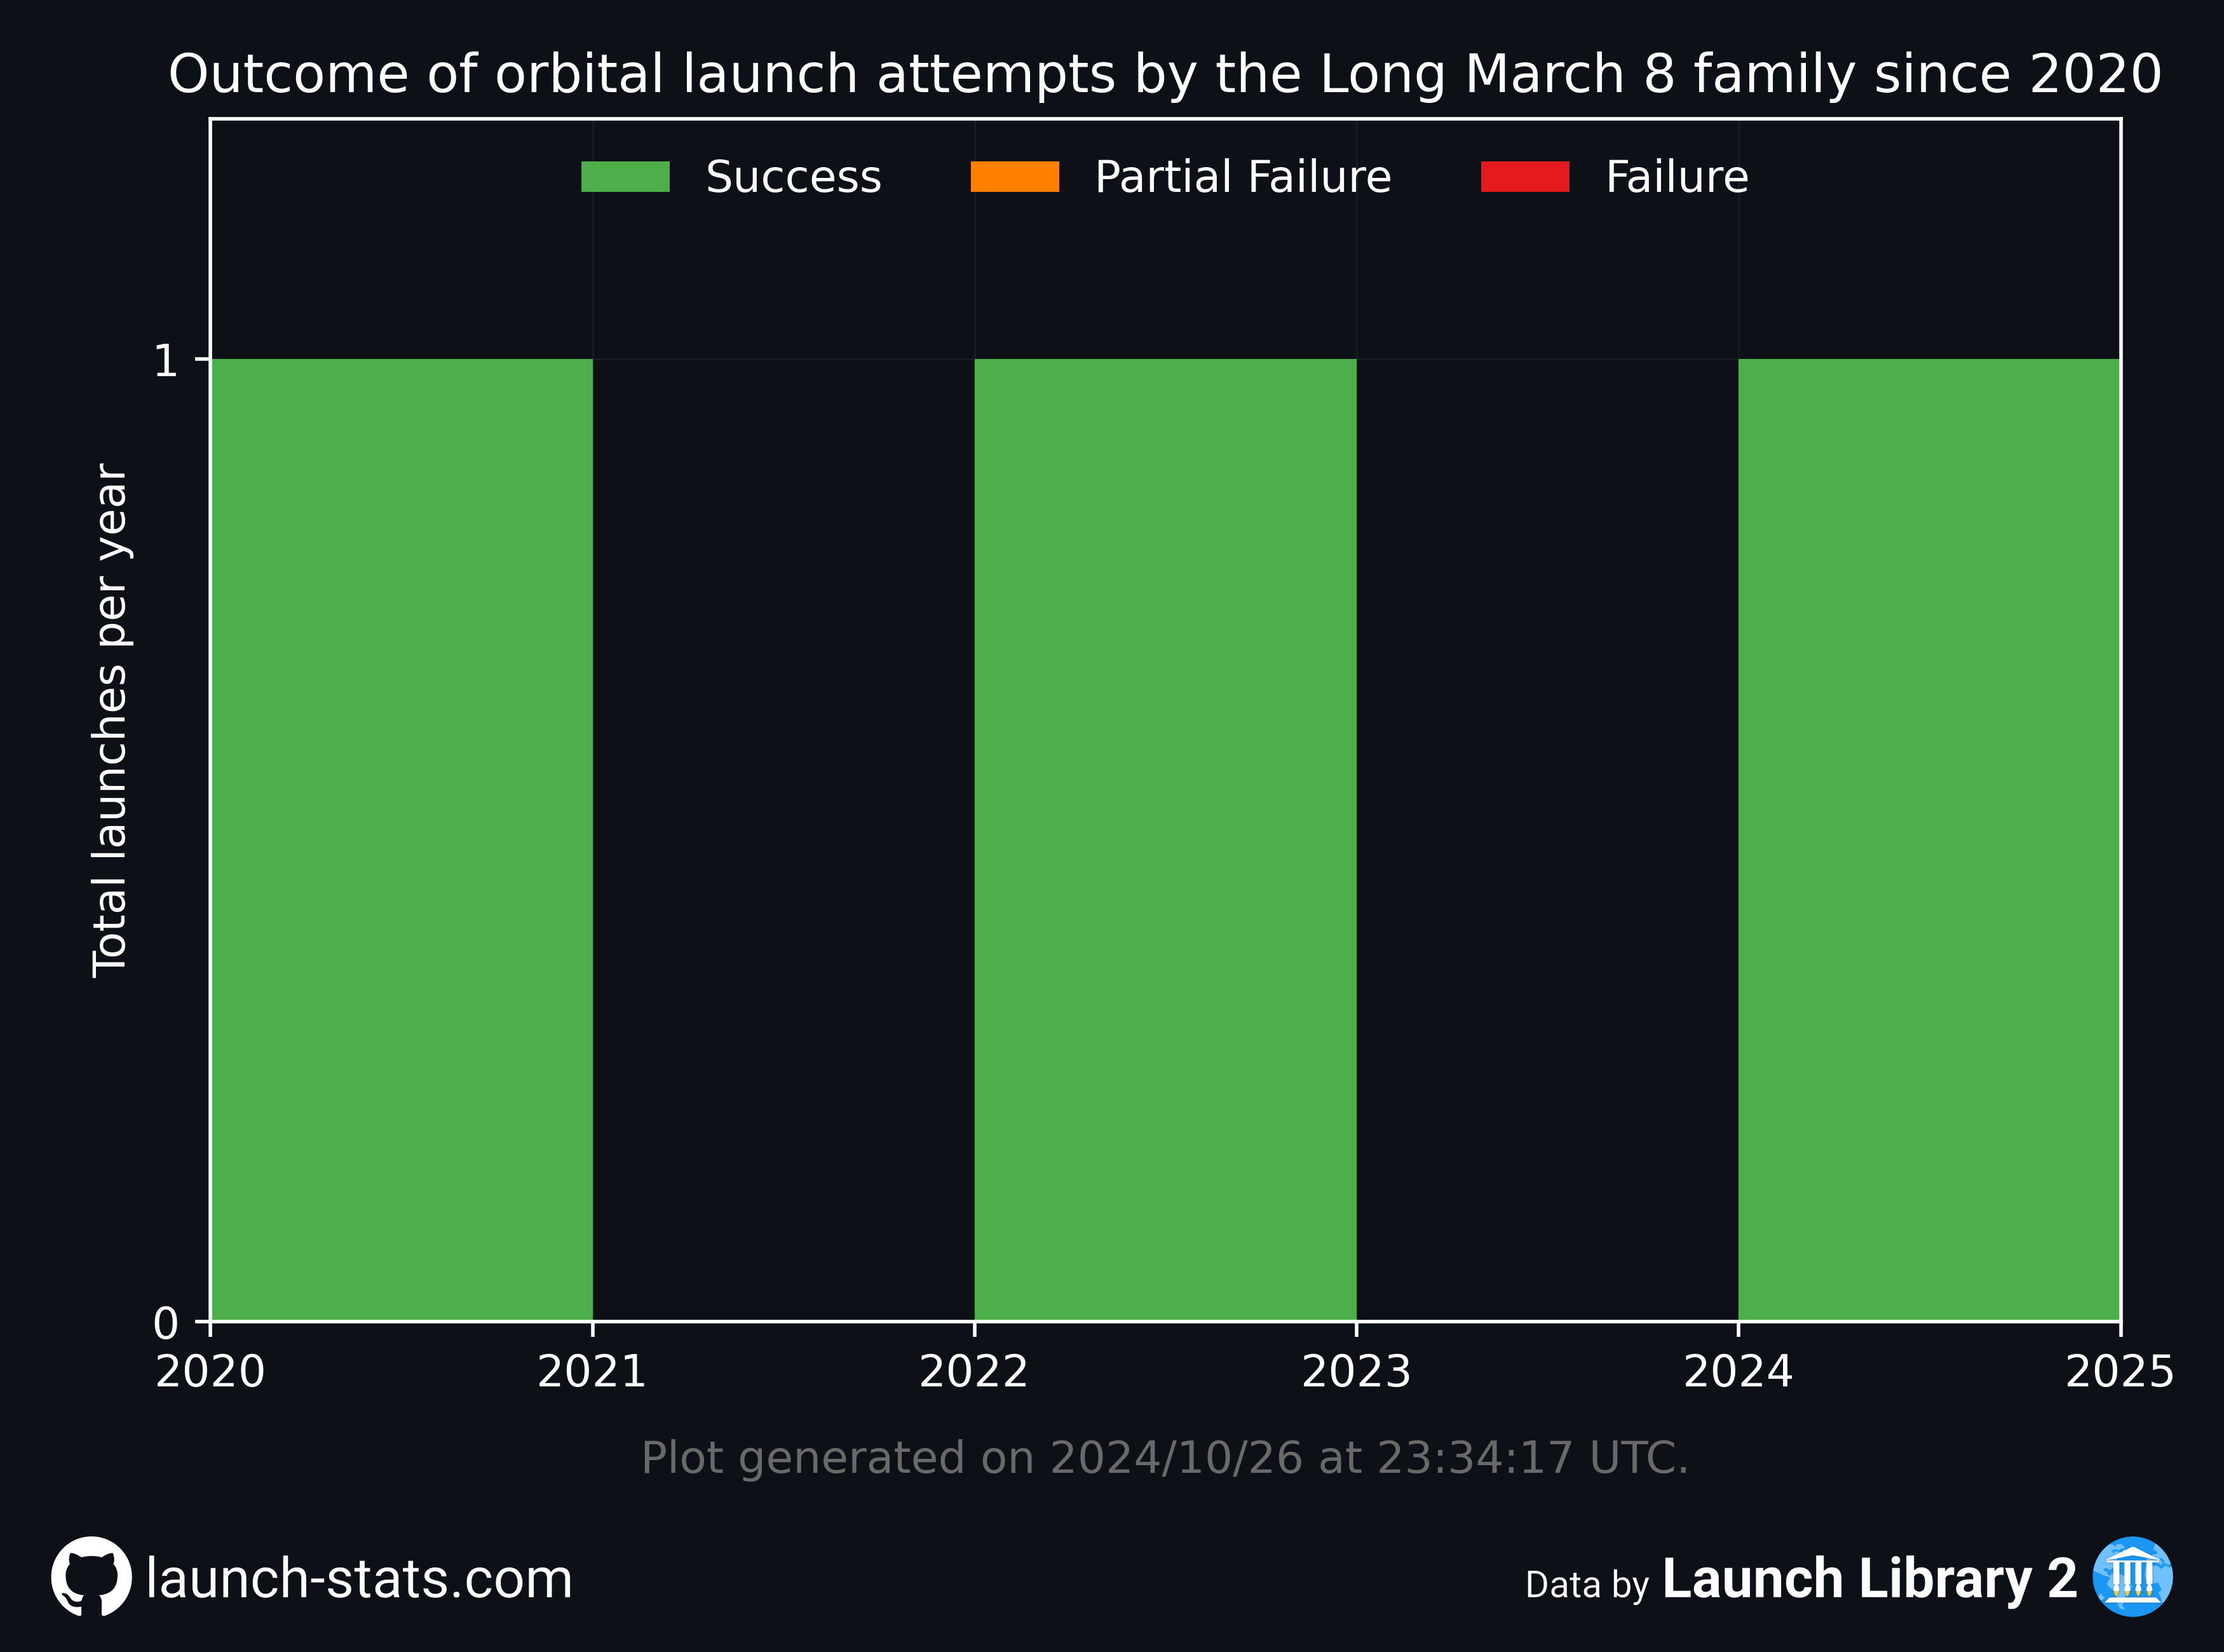 Outcome of orbital launch attempts by the Long March 8 family since 2020
Success Partial Failure Failure
1
Total launches per year
0
2020 2021 2022 2023 2024 2025
Plot generated on 2024/10/26 at 23:34:17 UTC.
launch-stats.com
Data by Launch Library 2